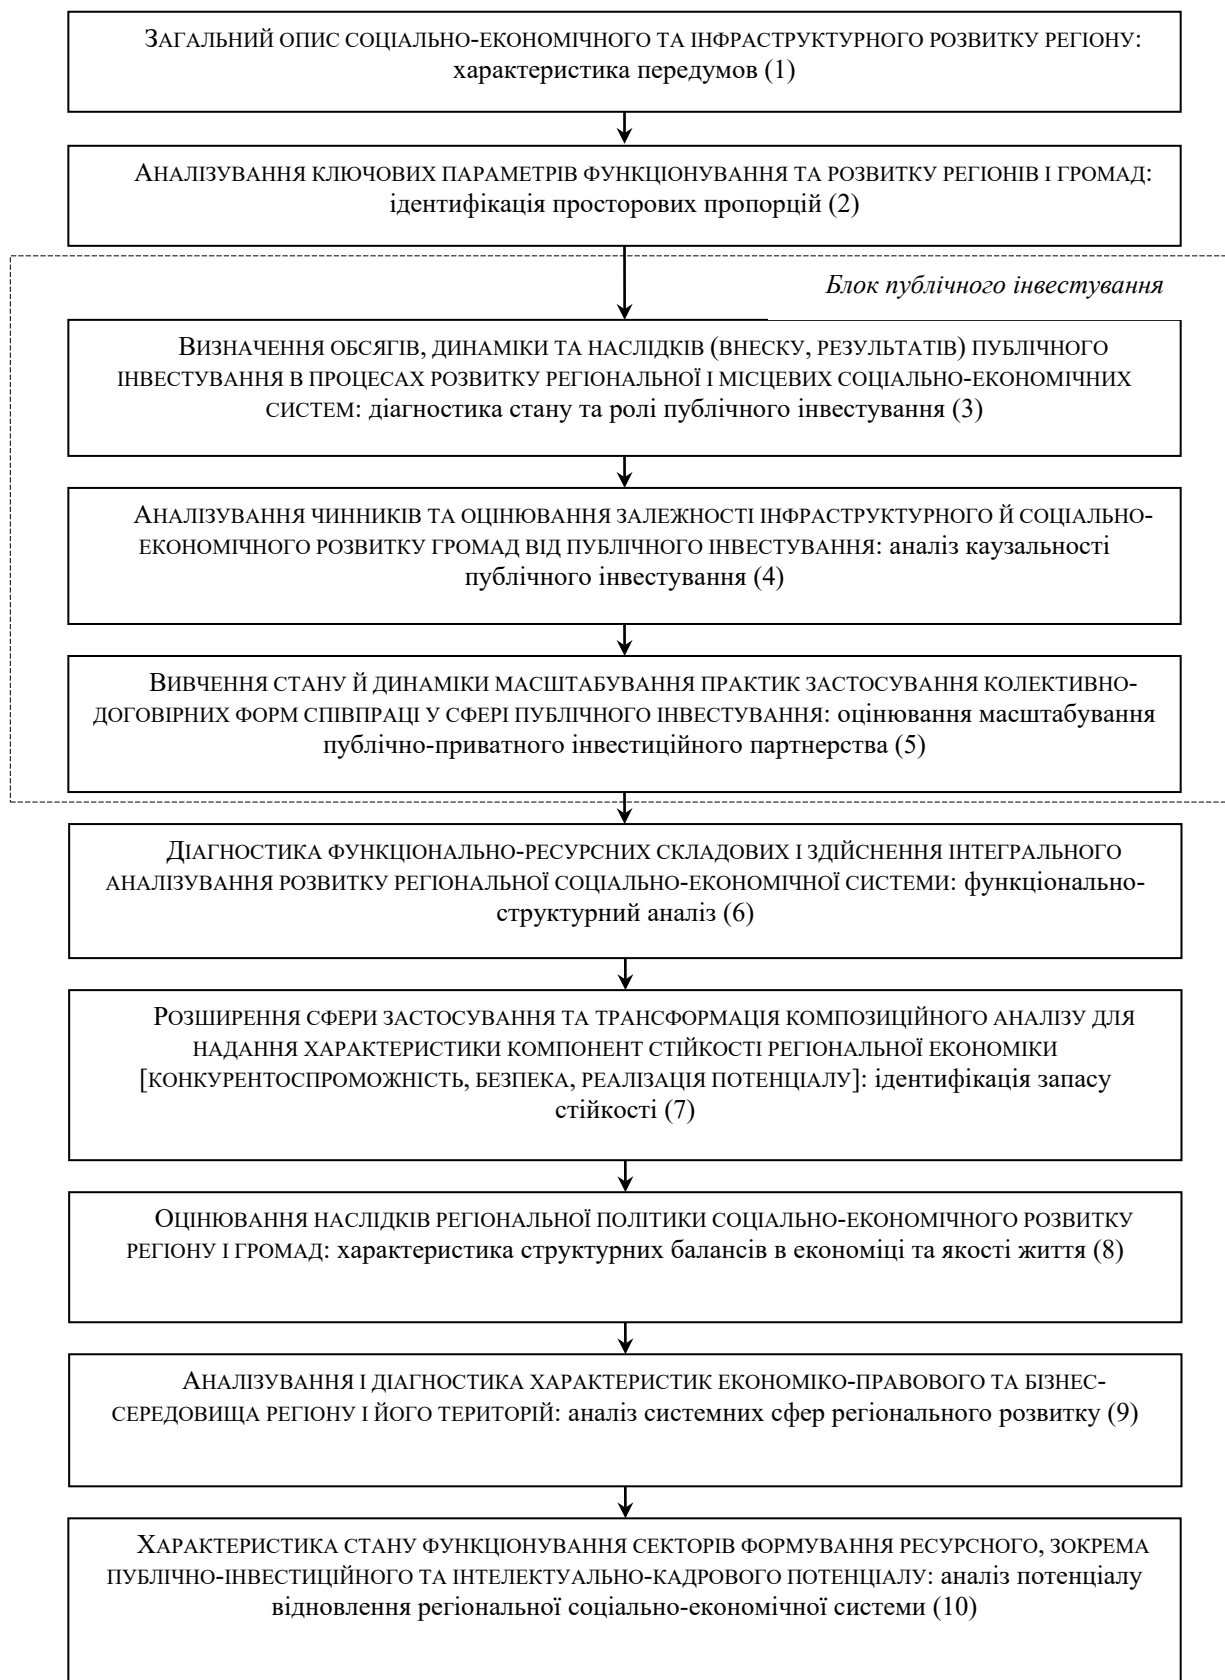 ЗАГАЛЬНИЙ ОПИС СОЦІАЛЬНО-ЕКОНОМІЧНОГО ТА ІНФРАСТРУКТУРНОГО РОЗВИТКУ РЕГІОНУ:
характеристика передумов (1)
АНАЛІЗУВАННЯ КЛЮЧОВИХ ПАРАМЕТРІВ ФУНКЦІОНУВАННЯ ТА РОЗВИТКУ РЕГІОНІВ І ГРОМАД:
ідентифікація просторових пропорцій (2)
Блок публічного інвестування
ВИЗНАЧЕННЯ ОБСЯГІВ, ДИНАМІКИ ТА НАСЛІДКІВ (ВНЕСКУ, РЕЗУЛЬТАТІВ) ПУБЛІЧНОГО
ІНВЕСТУВАННЯ В ПРОЦЕСАХ РОЗВИТКУ РЕГІОНАЛЬНОЇ І МІСЦЕВИХ СОЦІАЛЬНО-ЕКОНОМІЧНИХ
СИСТЕМ: діагностика стану та ролі публічного інвестування (3)
АНАЛІЗУВАННЯ ЧИННИКІВ ТА ОЦІНЮВАННЯ ЗАЛЕЖНОСТІ ІНФРАСТРУКТУРНОГО Й СОЦІАЛЬНО-
ЕКОНОМІЧНОГО РОЗВИТКУ ГРОМАД ВІД ПУБЛІЧНОГО ІНВЕСТУВАННЯ: аналіз каузальності
публічного інвестування (4)
ВИВЧЕННЯ СТАНУ Й ДИНАМІКИ МАСШТАБУВАННЯ ПРАКТИК ЗАСТОСУВАННЯ КОЛЕКТИВНО-
ДОГОВІРНИХ ФОРМ СПІВПРАЦІ У СФЕРІ ПУБЛІЧНОГО ІНВЕСТУВАННЯ: оцінювання масштабування
публічно-приватного інвестиційного партнерства (5)
ДІАГНОСТИКА ФУНКЦІОНАЛЬНО-РЕСУРСНИХ СКЛАДОВИХ І ЗДІЙСНЕННЯ ІНТЕГРАЛЬНОГО
АНАЛІЗУВАННЯ РОЗВИТКУ РЕГІОНАЛЬНОЇ СОЦІАЛЬНО-ЕКОНОМІЧНОЇ СИСТЕМИ: функціонально-
структурний аналіз (6)
РОЗШИРЕННЯ СФЕРИ ЗАСТОСУВАННЯ ТА ТРАНСФОРМАЦІЯ КОМПОЗИЦІЙНОГО АНАЛІЗУ ДЛЯ
НАДАННЯ ХАРАКТЕРИСТИКИ КОМПОНЕНТ СТІЙКОСТІ РЕГІОНАЛЬНОЇ ЕКОНОМІКИ
[КОНКУРЕНТОСПРОМОЖНІСТЬ, БЕЗПЕКА, РЕАЛІЗАЦІЯ ПОТЕНЦІАЛУ]: ідентифікація запасу
стійкості (7)
ОЦІНЮВАННЯ НАСЛІДКІВ РЕГІОНАЛЬНОЇ ПОЛІТИКИ СОЦІАЛЬНО-ЕКОНОМІЧНОГО РОЗВИТКУ
РЕГІОНУ І ГРОМАД: характеристика структурних балансів в економіці та якості життя (8)
АНАЛІЗУВАННЯ І ДІАГНОСТИКА ХАРАКТЕРИСТИК ЕКОНОМІКО-ПРАВОВОГО ТА БІЗНЕС-
СЕРЕДОВИЩА РЕГІОНУ І ЙОГО ТЕРИТОРІЙ: аналіз системних сфер регіонального розвитку (9)
ХАРАКТЕРИСТИКА СТАНУ ФУНКЦІОНУВАННЯ СЕКТОРІВ ФОРМУВАННЯ РЕСУРСНОГО, ЗОКРЕМА
ПУБЛІЧНО-ІНВЕСТИЦІЙНОГО ТА ІНТЕЛЕКТУАЛЬНО-КАДРОВОГО ПОТЕНЦІАЛУ: аналіз потенціалу
відновлення регіональної соціально-економічної системи (10)